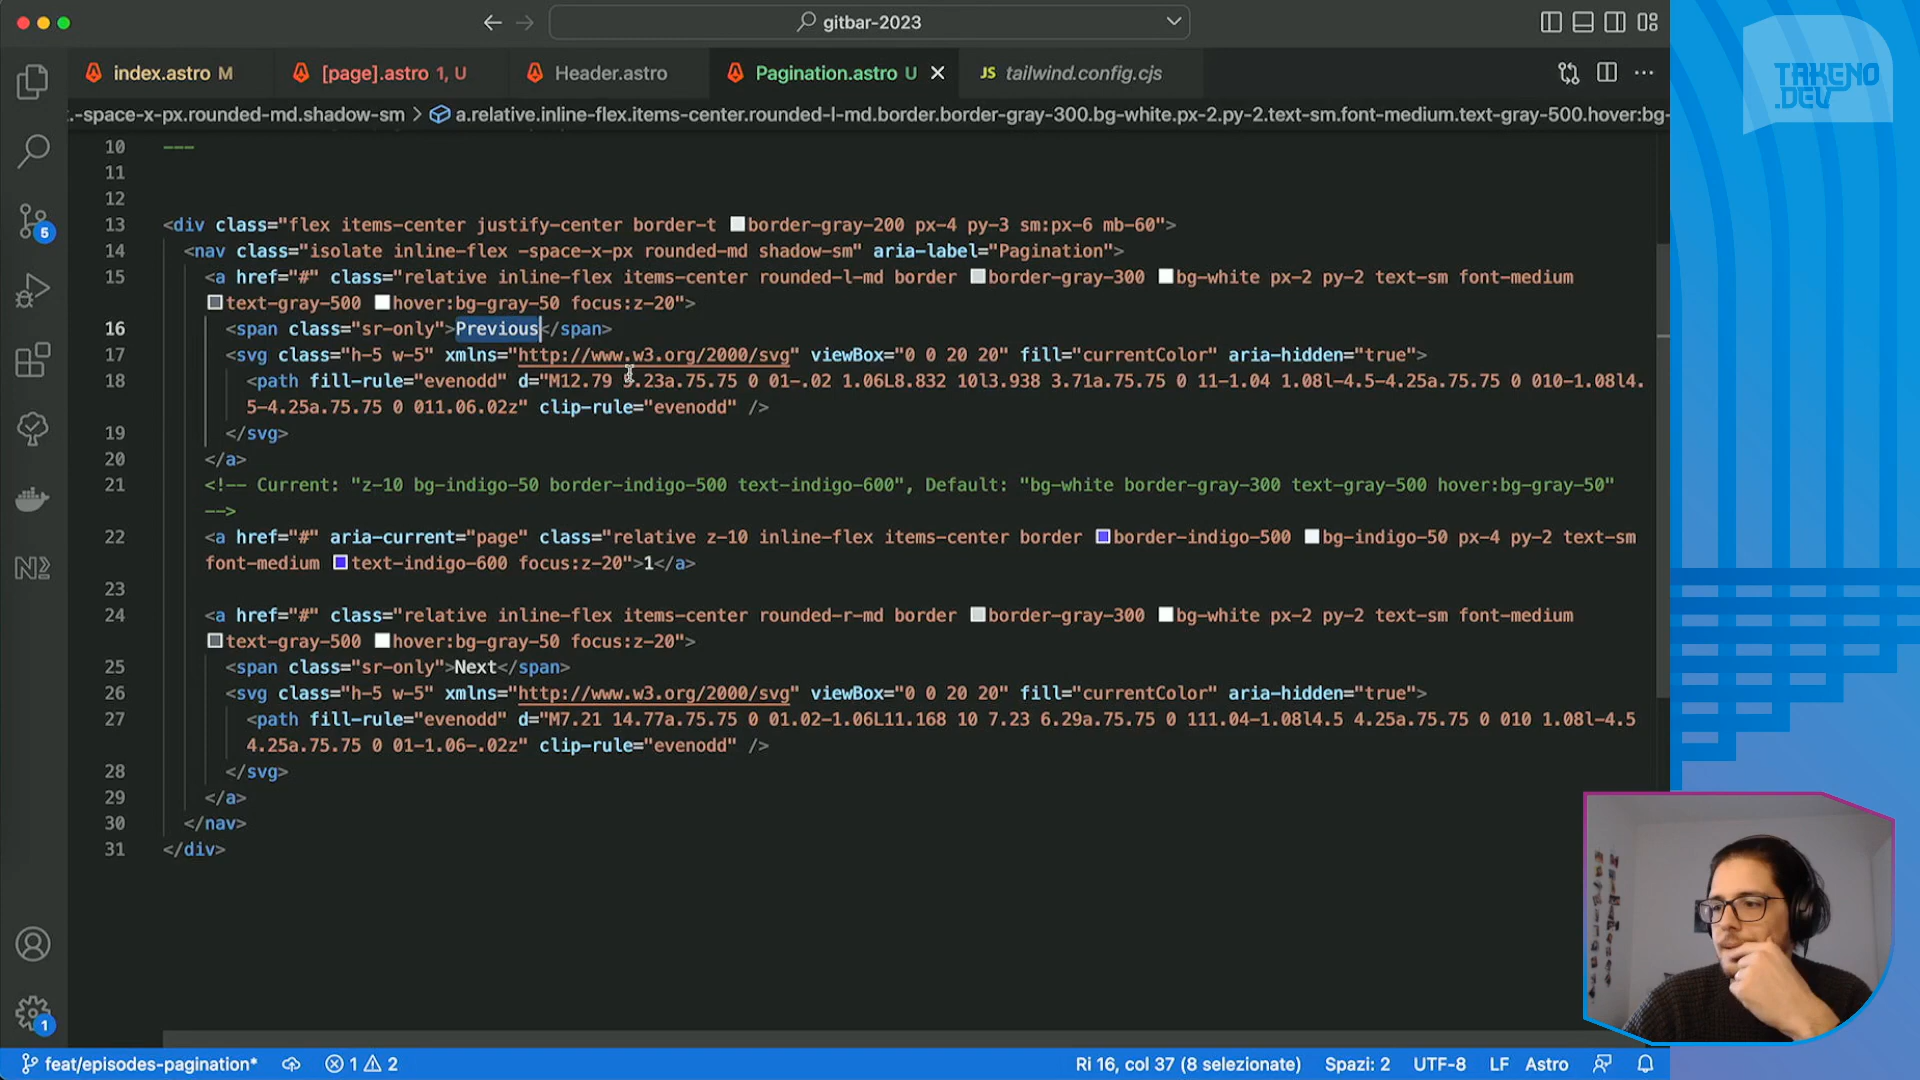 gitbar-2023
index.astro M
[page].astro 1, U
Header.astro
Pagination.astro U
JS tailwind.config.cjs
TAKENO
.DEV
.-space-x-px.rounded-md.shadow-sm > a.relative.inline-flex.items-center.rounded-l-md.border.border-gray-300.bg-white.px-2.py-2.text-sm.font-medium.text-gray-500.hover:bg-
10 ---
11
12
13 <div class="flex items-center justify-center border-t border-gray-200 px-4 py-3 sm:px-6 mb-60">
14 <nav class="isolate inline-flex -space-x-px rounded-md shadow-sm" aria-label="Pagination">
15 <a href="#" class="relative inline-flex items-center rounded-l-md border border-gray-300 bg-white px-2 py-2 text-sm font-medium
text-gray-500 hover:bg-gray-50 focus:z-20">
16 <span class="sr-only">Previous</span>
17 <svg class="h-5 w-5" xmlns="http://www.w3.org/2000/svg" viewBox="0 0 20 20" fill="currentColor" aria-hidden="true">
18 <path fill-rule="evenodd" d="M12.79 .23a.75.75 0 01-.02 1.06L8.832 10l3.938 3.71a.75.75 0 11-1.04 1.08l-4.5-4.25a.75.75 0 010-1.08l4.
5-4.25a.75.75 0 011.06.02z" clip-rule="evenodd" />
19 </svg>
20 </a>
21 <!-- Current: "z-10 bg-indigo-50 border-indigo-500 text-indigo-600", Default: "bg-white border-gray-300 text-gray-500 hover:bg-gray-50"
-->
22 <a href="#" aria-current="page" class="relative z-10 inline-flex items-center border border-indigo-500 bg-indigo-50 px-4 py-2 text-sm
font-medium text-indigo-600 focus:z-20">1</a>
23
24 <a href="#" class="relative inline-flex items-center rounded-r-md border border-gray-300 bg-white px-2 py-2 text-sm font-medium
text-gray-500 hover:bg-gray-50 focus:z-20">
25 <span class="sr-only">Next</span>
26 <svg class="h-5 w-5" xmlns="http://www.w3.org/2000/svg" viewBox="0 0 20 20" fill="currentColor" aria-hidden="true">
27 <path fill-rule="evenodd" d="M7.21 14.77a.75.75 0 01.02-1.06L11.168 10 7.23 6.29a.75.75 0 111.04-1.08l4.5 4.25a.75.75 0 010 1.08l-4.5
4.25a.75.75 0 01-1.06-.02z" clip-rule="evenodd" />
28 </svg>
29 </a>
30 </nav>
31 </div>
5
1
feat/episodes-pagination*
1
2
Ri 16, col 37 (8 selezionate)
Spazi: 2
UTF-8
LF
Astro